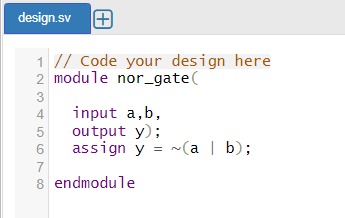 design.sv
1 // Code your design here
2 module nor_gate(
3
4   input a,b,
5   output y);
6   assign y = ~(a | b);
7
8 endmodule